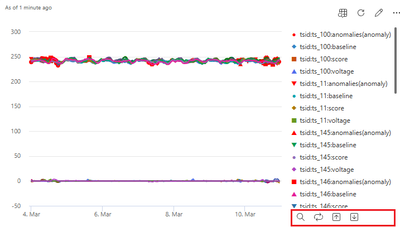 As of 1 minute ago
300
250
200
150
100
50
0
-50
4. Mar
6. Mar
8. Mar
10. Mar
tsid:ts_100:anomalies(anomaly)
tsid:ts_100:baseline
tsid:ts_100:score
tsid:ts_100:voltage
tsid:ts_11:anomalies(anomaly)
tsid:ts_11:baseline
tsid:ts_11:score
tsid:ts_11:voltage
tsid:ts_145:anomalies(anomaly)
tsid:ts_145:baseline
tsid:ts_145:score
tsid:ts_145:voltage
tsid:ts_146:anomalies(anomaly)
tsid:ts_146:baseline
tsid:ts_146:score